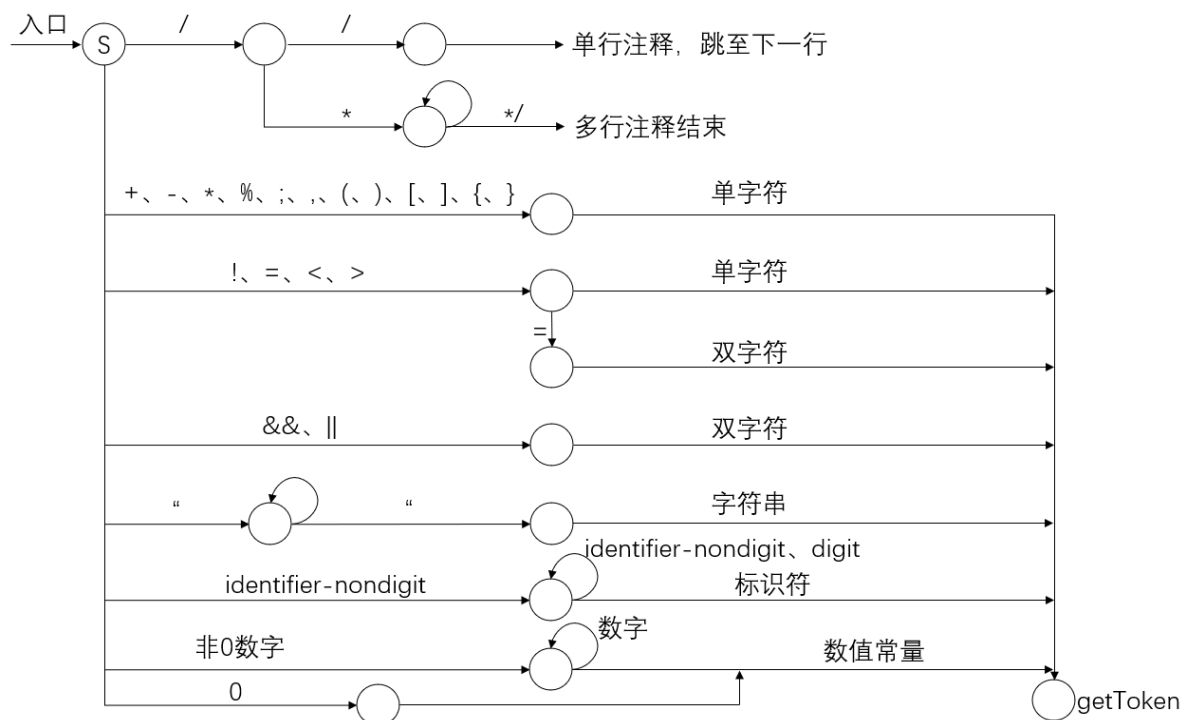 入口
S
/
/
单行注释，跳至下一行
*
*/
多行注释结束
+、-、*、%、;、,、(、)、[、]、{、}
单字符
!、=、<、>
单字符
=
双字符
&&、||
双字符
“
“
字符串
identifier-nondigit、digit
identifier-nondigit
标识符
数字
非0数字
数值常量
0
getToken